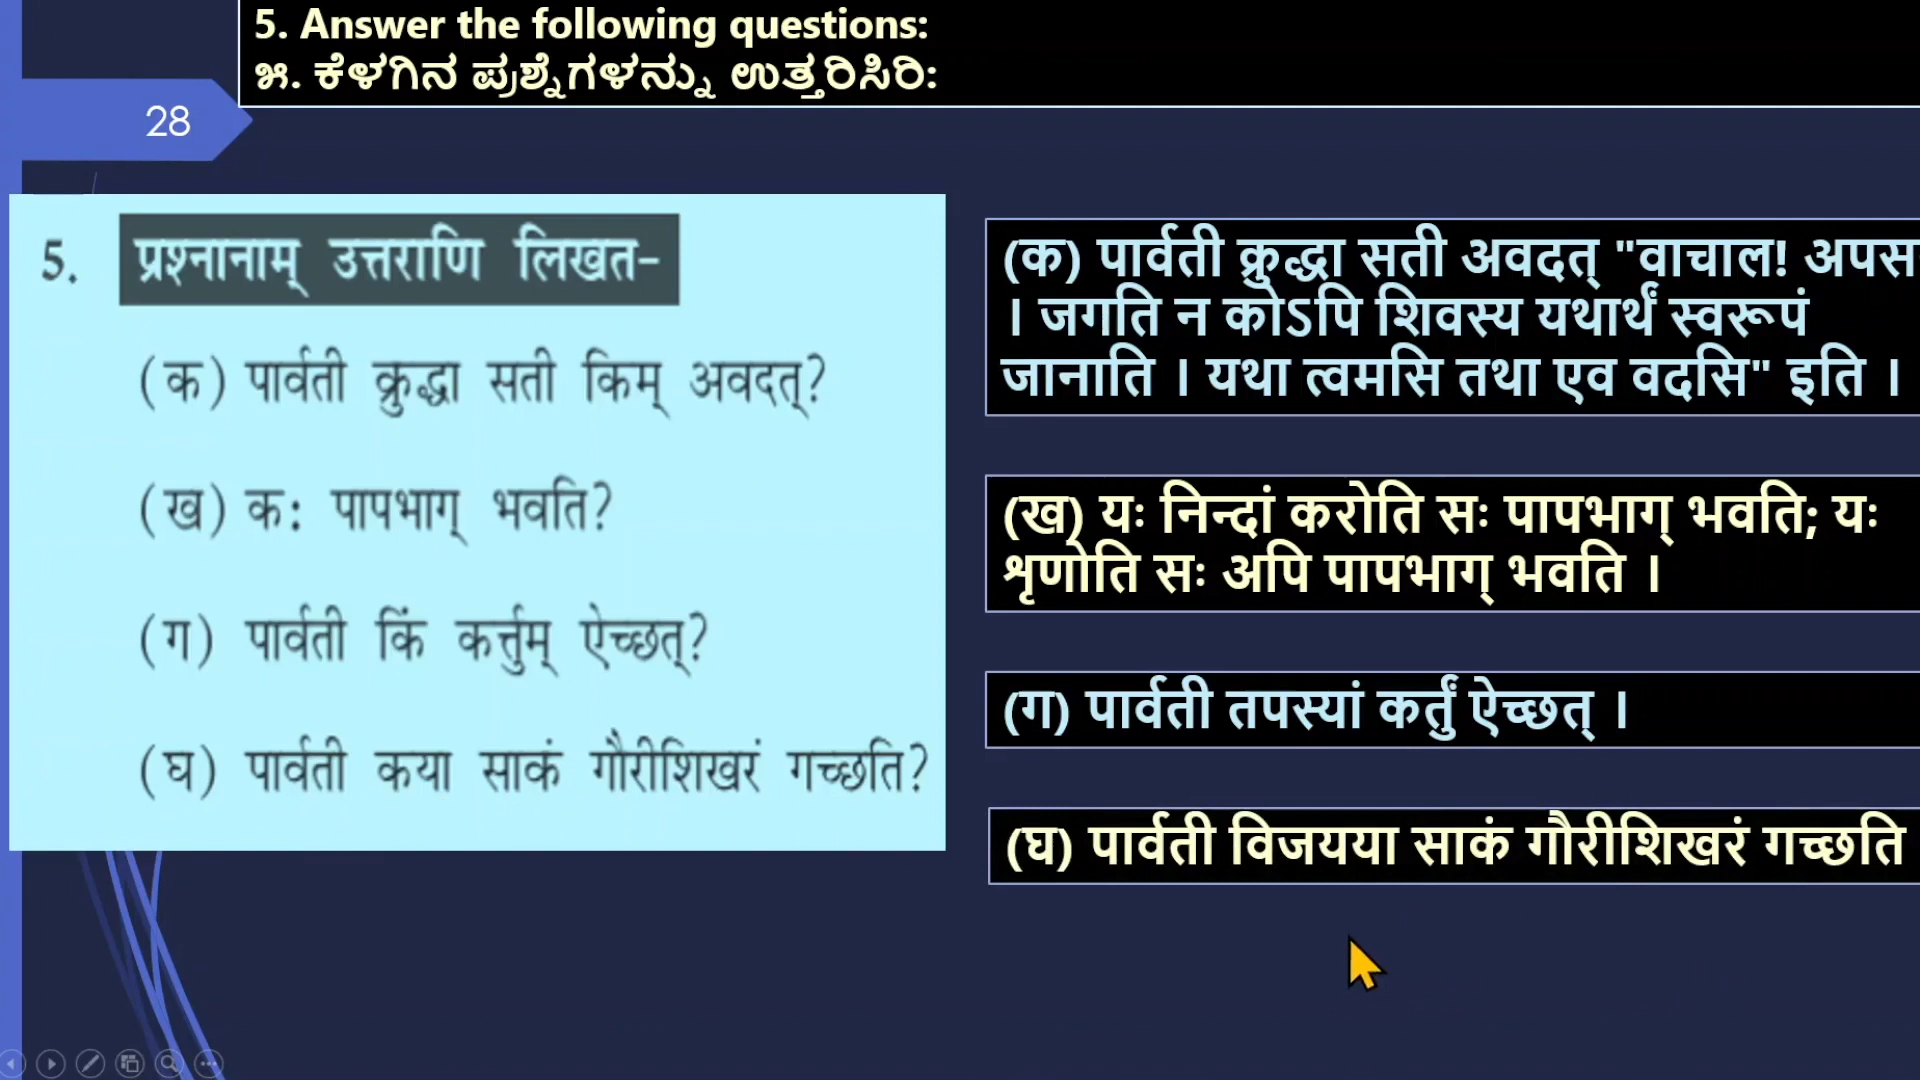 5. Answer the following questions:
೫. ಕೆಳಗಿನ ಪ್ರಶ್ನೆಗಳನ್ನು ಉತ್ತರಿಸಿರಿ:
28
5. प्रश्नानाम् उत्तराणि लिखत-
(क) पार्वती क्रुद्धा सती किम् अवदत्?
(ख) कः पापभाग् भवति?
(ग) पार्वती किं कर्त्तुम् ऐच्छत्?
(घ) पार्वती कया साकं गौरीशिखरं गच्छति?
(क) पार्वती क्रुद्धा सती अवदत् "वाचाल!
। जगति न कोऽपि शिवस्य यथार्थं स्वरूपं
जानाति । यथा त्वमसि तथा एव वदसि" इति ।
(ख) यः निन्दां करोति सः पापभाग् भवति; यः
शृणोति सः अपि पापभाग् भवति ।
(ग) पार्वती तपस्यां कर्तुं ऐच्छत् ।
(घ) पार्वती विजयया साकं गौरीशिखरं गच्छति